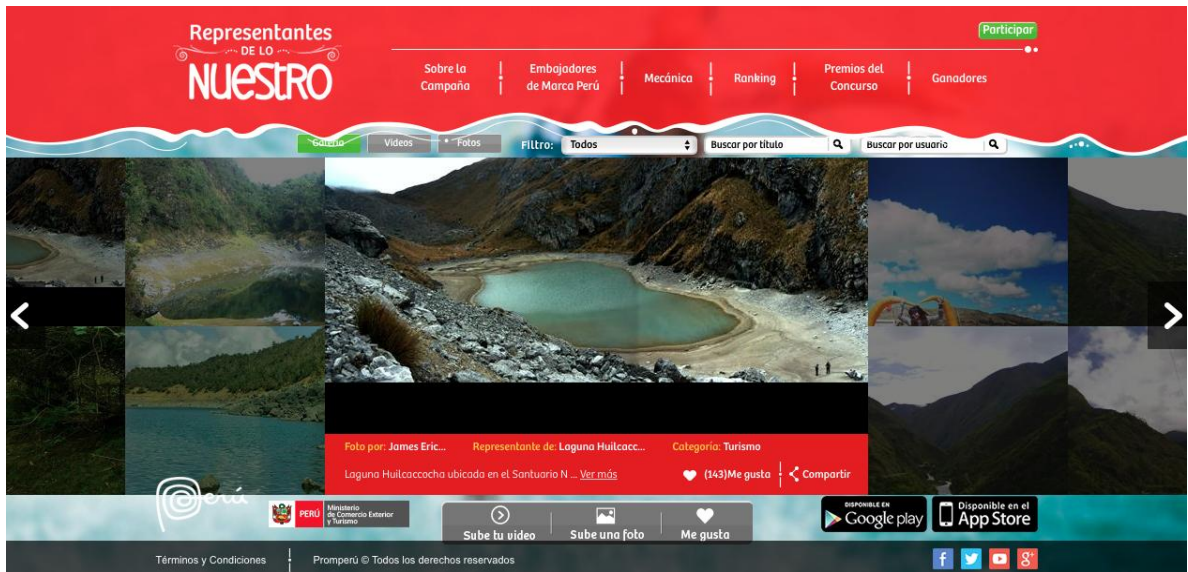 Representantes
DE LO
NUEStRO
Participar
Sobre la
Campaña
Embajadores
de Marca Perú
Mecánica
Ranking
Premios del
Concurso
Ganadores
Galería
Videos
Fotos
Filtro:
Todos
Buscar por título
Buscar por usuario
Foto por: James Eric...
Representante de: Laguna Huilcacc...
Categoría: Turismo
Laguna Huilcaccocha ubicada en el Santuario N ... Ver más
(143)Me gusta
Compartir
Perú
PERÚ
Ministerio
de Comercio Exterior
y Turismo
Sube tu video
Sube una foto
Me gusta
DISPONIBLE EN
Google play
Disponible en el
App Store
Términos y Condiciones
Promperú © Todos los derechos reservados
f
g+